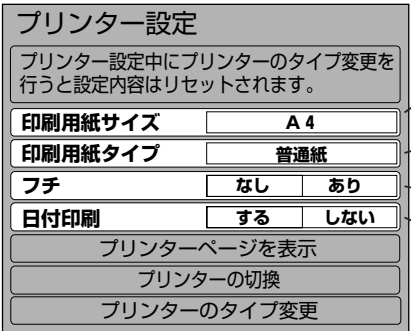 プリンター設定
プリンター設定中にプリンターのタイプ変更を
行うと設定内容はリセットされます。
印刷用紙サイズ A4
印刷用紙タイプ 普通紙
フチ なし あり
日付印刷 する しない
プリンターページを表示
プリンターの切換
プリンターのタイプ変更